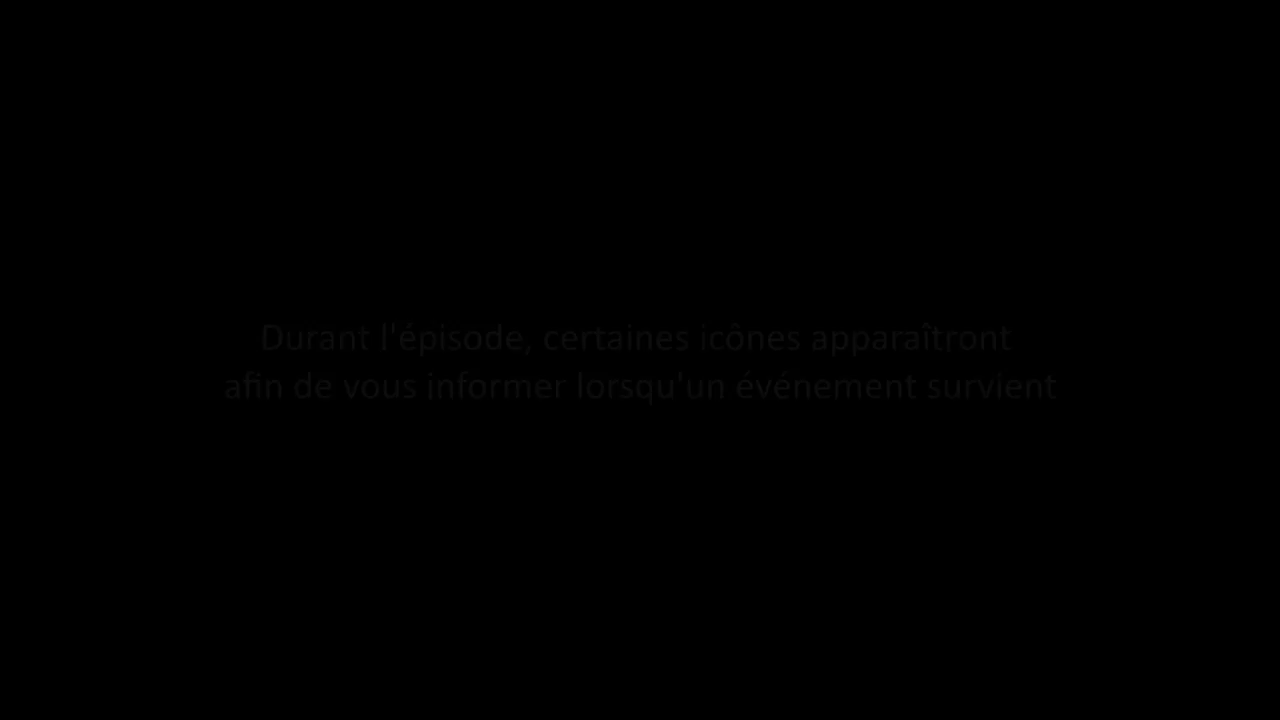 Durant l'épisode, certaines icônes apparaîtront
afin de vous informer lorsqu'un événement survient